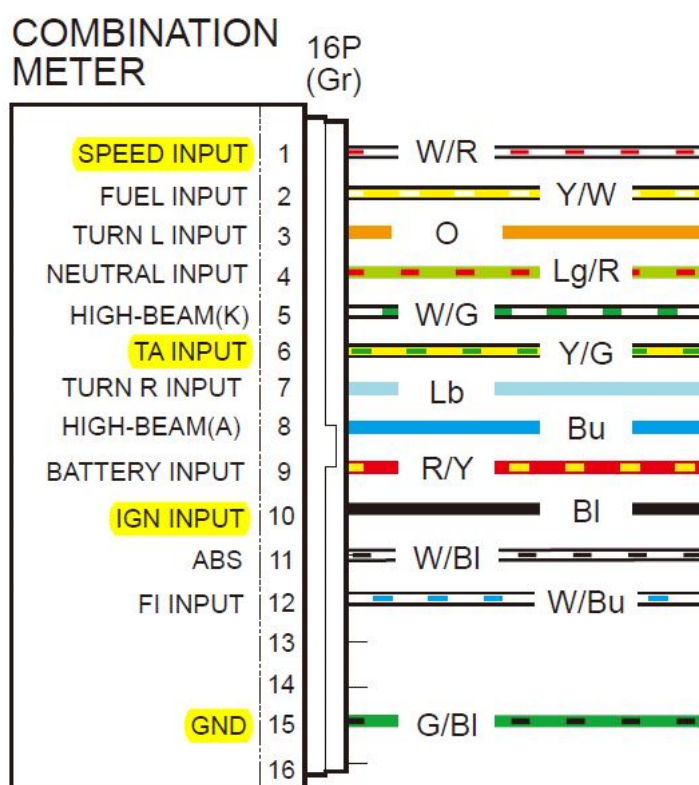 COMBINATION
METER
16P
(Gr)
SPEED INPUT 1 W/R
FUEL INPUT 2 Y/W
TURN L INPUT 3 O
NEUTRAL INPUT 4 Lg/R
HIGH-BEAM(K) 5 W/G
TA INPUT 6 Y/G
TURN R INPUT 7 Lb
HIGH-BEAM(A) 8 Bu
BATTERY INPUT 9 R/Y
IGN INPUT 10 Bl
ABS 11 W/Bl
FI INPUT 12 W/Bu
13
14
GND 15 G/Bl
16